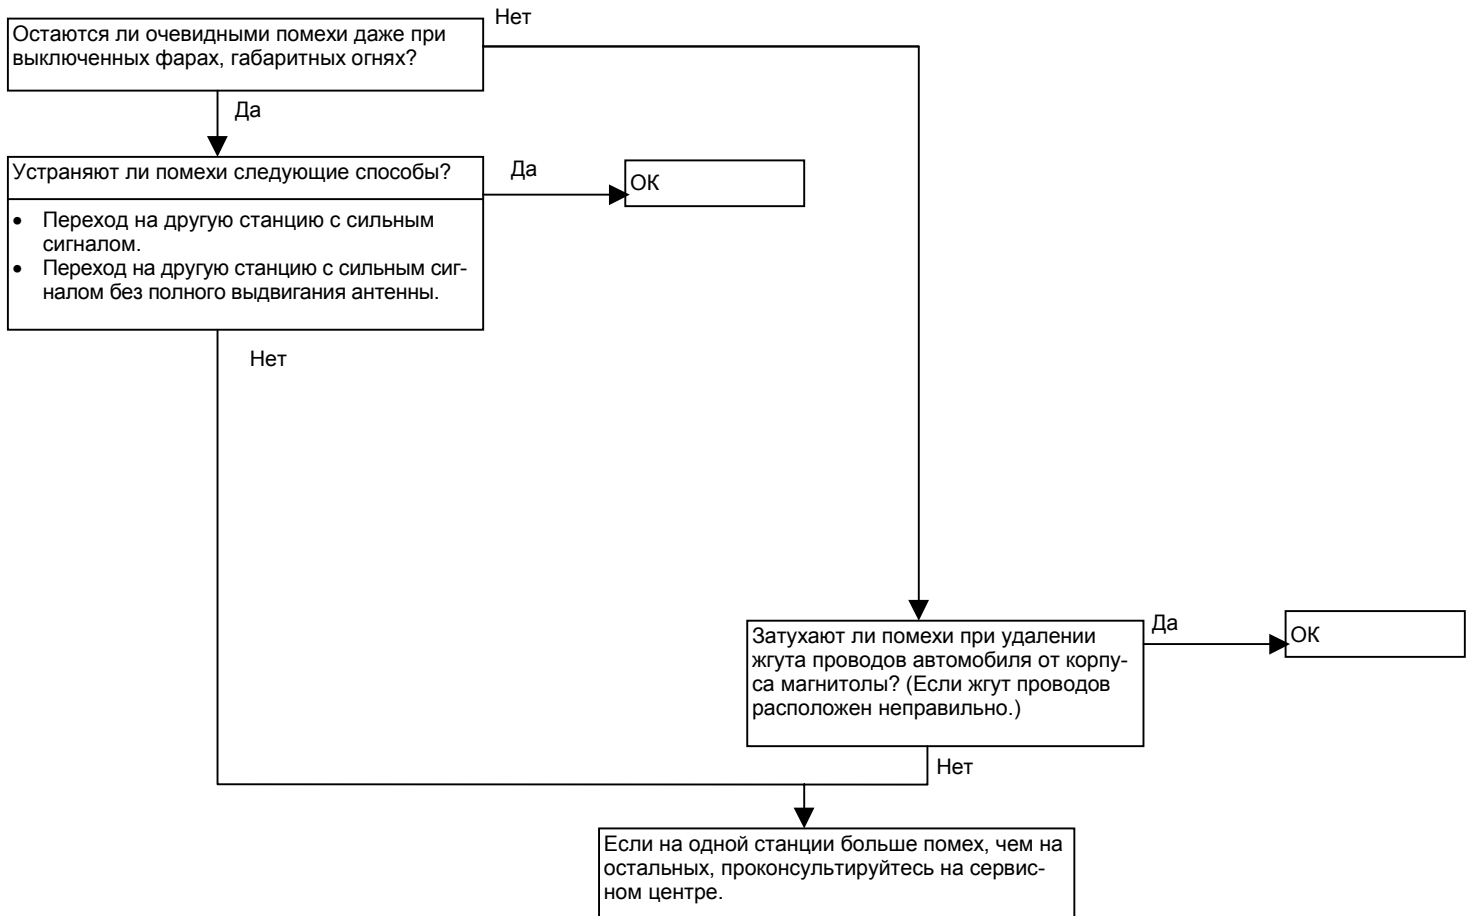 Нет
Остаются ли очевидными помехи даже при
выключенных фарах, габаритных огнях?
Да
Устраняют ли помехи следующие способы?
Да
ОК
• Переход на другую станцию с сильным
сигналом.
• Переход на другую станцию с сильным сиг-
налом без полного выдвигания антенны.
Нет
Затухают ли помехи при удалении
жгута проводов автомобиля от корпу-
са магнитолы? (Если жгут проводов
расположен неправильно.)
Да
ОК
Нет
Если на одной станции больше помех, чем на
остальных, проконсультируйтесь на сервис-
ном центре.